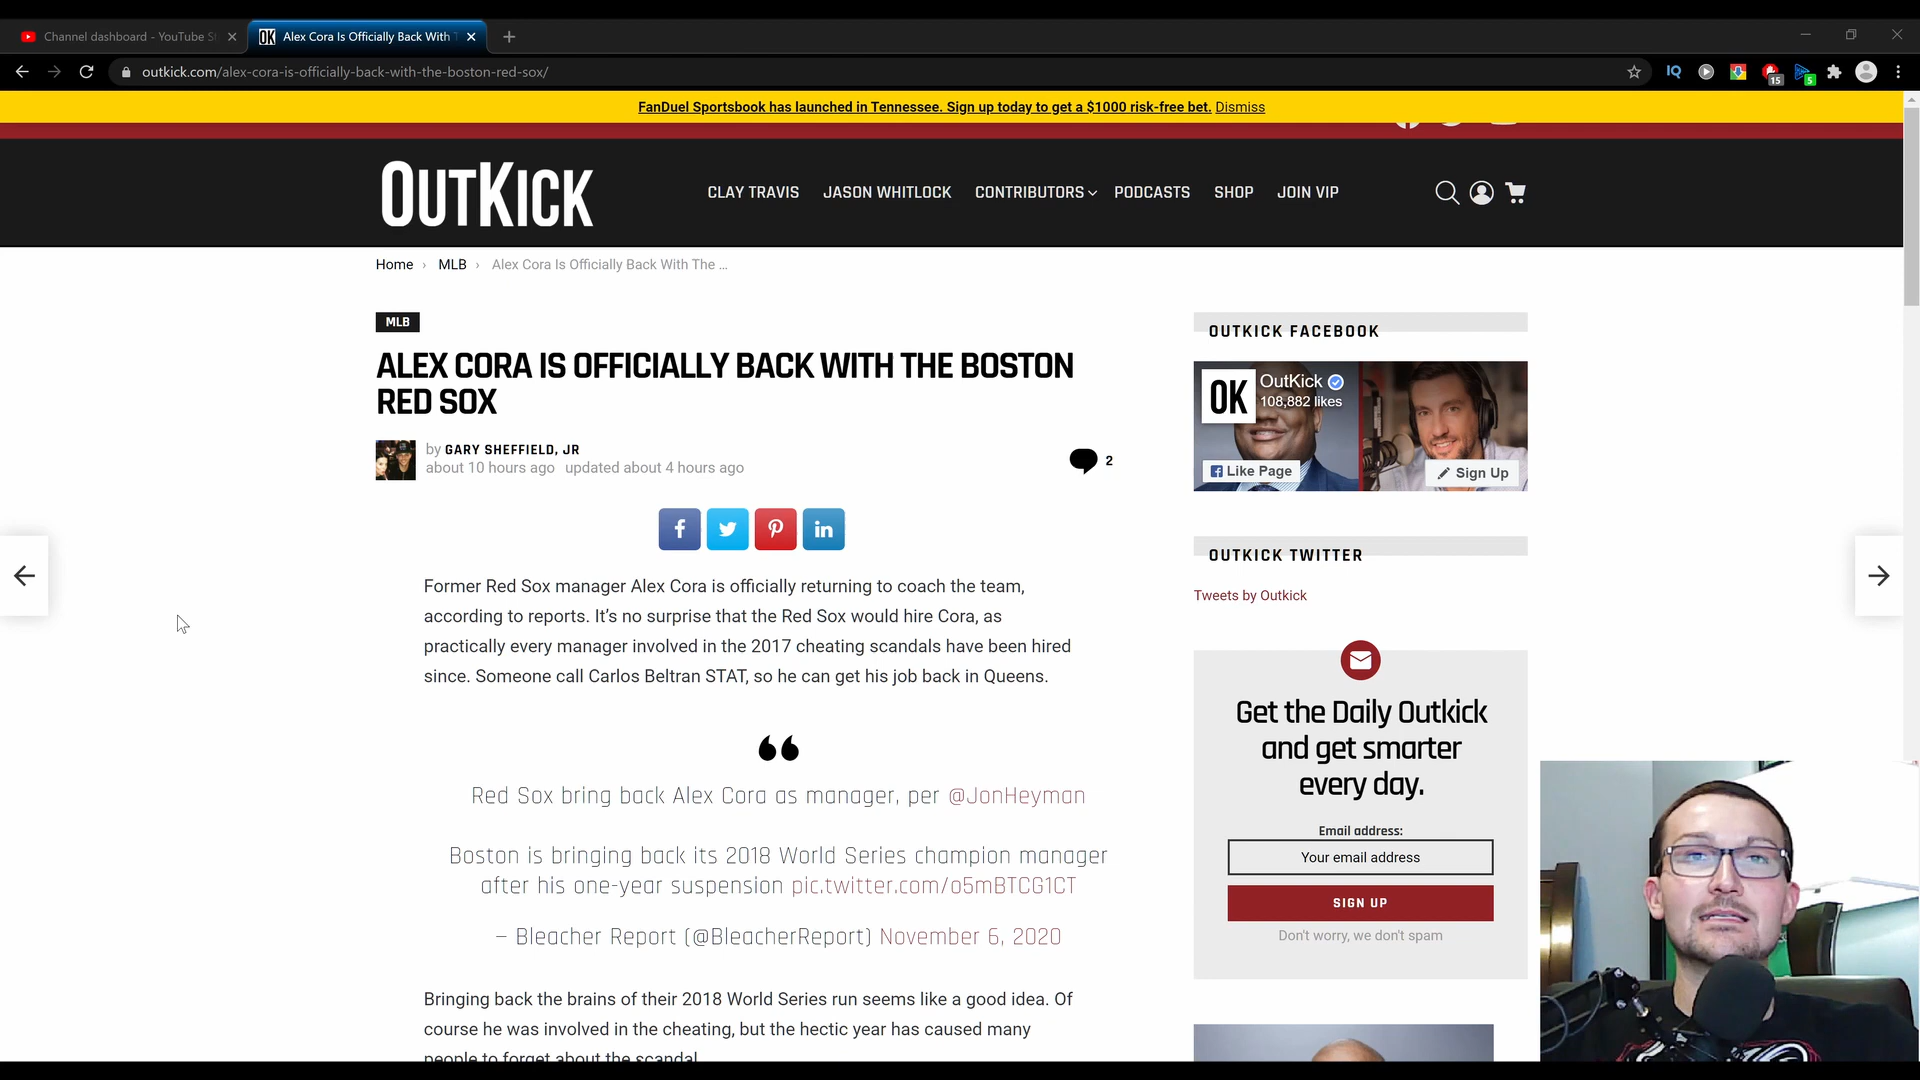 Channel dashboard - YouTube S
Alex Cora Is Officially Back With
outkick.com/alex-cora-is-officially-back-with-the-boston-red-sox/
IQ
15
5
FanDuel Sportsbook has launched in Tennessee. Sign up today to get a $1000 risk-free bet. Dismiss
OUTKICK
CLAY TRAVIS JASON WHITLOCK CONTRIBUTORS PODCASTS SHOP JOIN VIP
Home › MLB › Alex Cora Is Officially Back With The ...
MLB
ALEX CORA IS OFFICIALLY BACK WITH THE BOSTON
RED SOX
by GARY SHEFFIELD, JR
about 10 hours ago updated about 4 hours ago
2
Former Red Sox manager Alex Cora is officially returning to coach the team,
according to reports. It's no surprise that the Red Sox would hire Cora, as
practically every manager involved in the 2017 cheating scandals have been hired
since. Someone call Carlos Beltran STAT, so he can get his job back in Queens.
Red Sox bring back Alex Cora as manager, per @JonHeyman
Boston is bringing back its 2018 World Series champion manager
after his one-year suspension pic.twitter.com/o5mBTCG1CT
– Bleacher Report (@BleacherReport) November 6, 2020
Bringing back the brains of their 2018 World Series run seems like a good idea. Of
course he was involved in the cheating, but the hectic year has caused many
people to forget about the scandal.
OUTKICK FACEBOOK
OK
OutKick
108,882 likes
Like Page
Sign Up
OUTKICK TWITTER
Tweets by Outkick
Get the Daily Outkick
and get smarter
every day.
Email address:
Your email address
SIGN UP
Don't worry, we don't spam